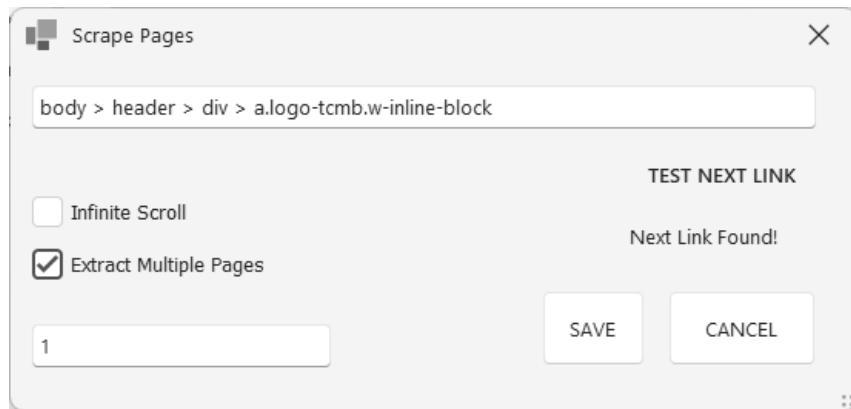 Scrape Pages
body > header > div > a.logo-tcmb.w-inline-block
TEST NEXT LINK
Infinite Scroll
Next Link Found!
Extract Multiple Pages
1
SAVE
CANCEL